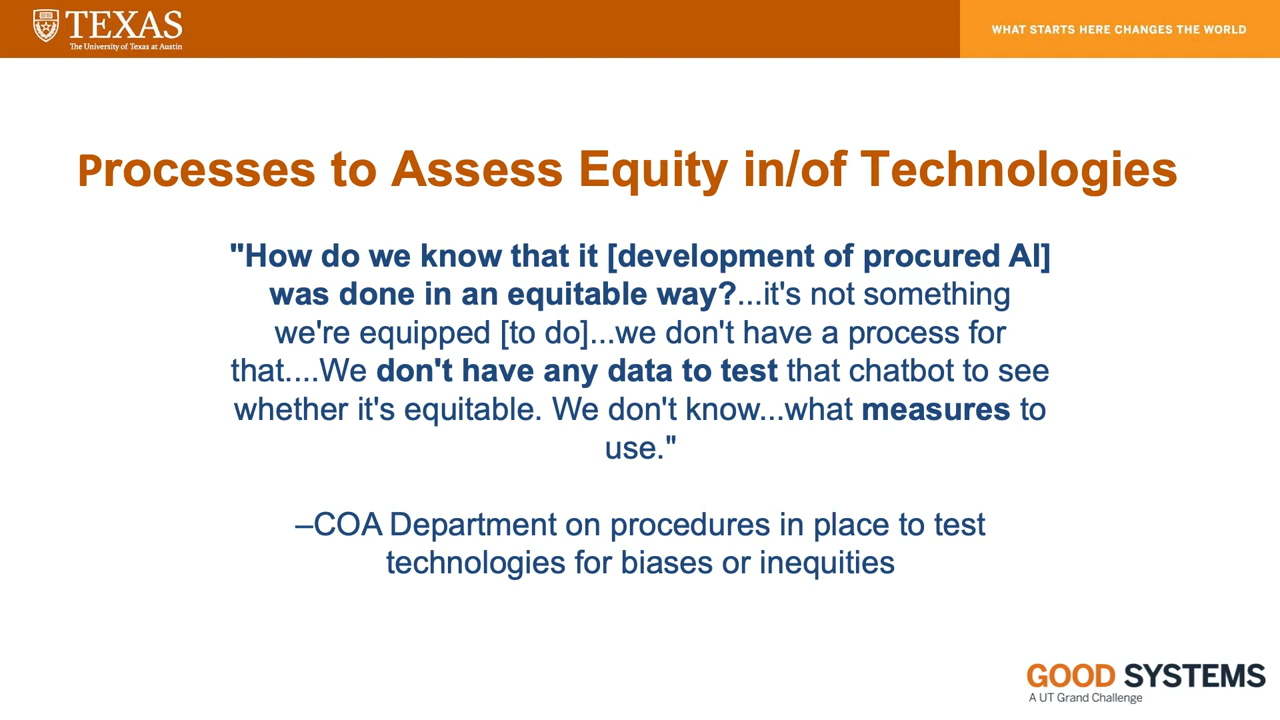 TEXAS
The University of Texas at Austin
WHAT STARTS HERE CHANGES THE WORLD
Processes to Assess Equity in/of Technologies
"How do we know that it [development of procured AI]
was done in an equitable way?...it's not something
we're equipped [to do]...we don't have a process for
that....We don't have any data to test that chatbot to see
whether it's equitable. We don't know...what measures to
use."
–COA Department on procedures in place to test
technologies for biases or inequities
GOOD SYSTEMS
A UT Grand Challenge